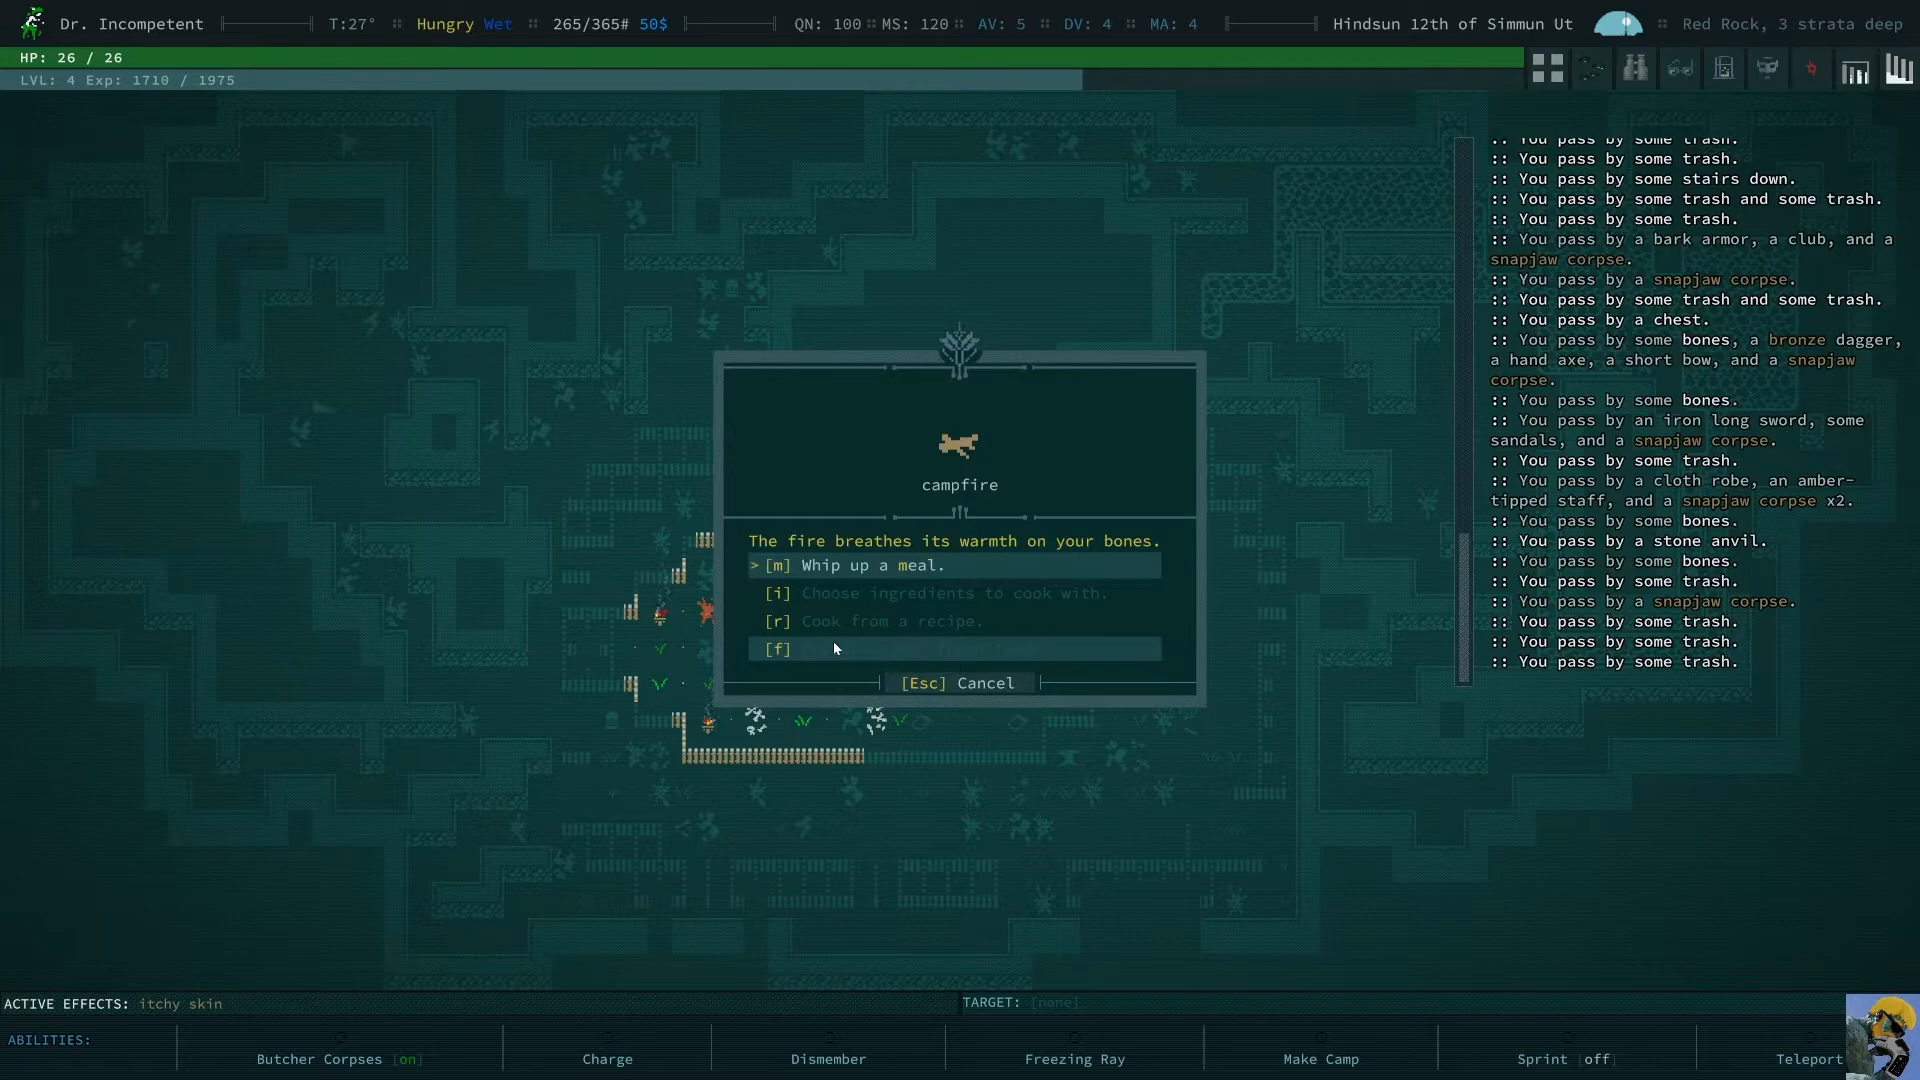 Dr. Incompetent T:27° :: Hungry Wet :: 265/365# 50$ QN: 100 :: MS: 120 :: AV: 5 :: DV: 4 :: MA: 4 Hindsun 12th of Simmun Ut :: Red Rock, 3 strata deep
HP: 26 / 26
LVL: 4 Exp: 1710 / 1975
:: You pass by some trash.
:: You pass by some trash.
:: You pass by some stairs down.
:: You pass by some trash and some trash.
:: You pass by some trash.
:: You pass by a bark armor, a club, and a
snapjaw corpse.
:: You pass by a snapjaw corpse.
:: You pass by some trash and some trash.
:: You pass by a chest.
:: You pass by some bones, a bronze dagger,
a hand axe, a short bow, and a snapjaw
corpse.
:: You pass by some bones.
:: You pass by an iron long sword, some
sandals, and a snapjaw corpse.
:: You pass by some trash.
:: You pass by a cloth robe, an amber-
tipped staff, and a snapjaw corpse x2.
:: You pass by some bones.
:: You pass by a stone anvil.
:: You pass by some bones.
:: You pass by some trash.
:: You pass by a snapjaw corpse.
:: You pass by some trash.
:: You pass by some trash.
:: You pass by some trash.
campfire
The fire breathes its warmth on your bones.
> [m] Whip up a meal.
[i] Choose ingredients to cook with.
[r] Cook from a recipe.
[f]
[Esc] Cancel
ACTIVE EFFECTS: itchy skin
TARGET: [none]
ABILITIES: Butcher Corpses [on] Charge Dismember Freezing Ray Make Camp Sprint [off] Teleport